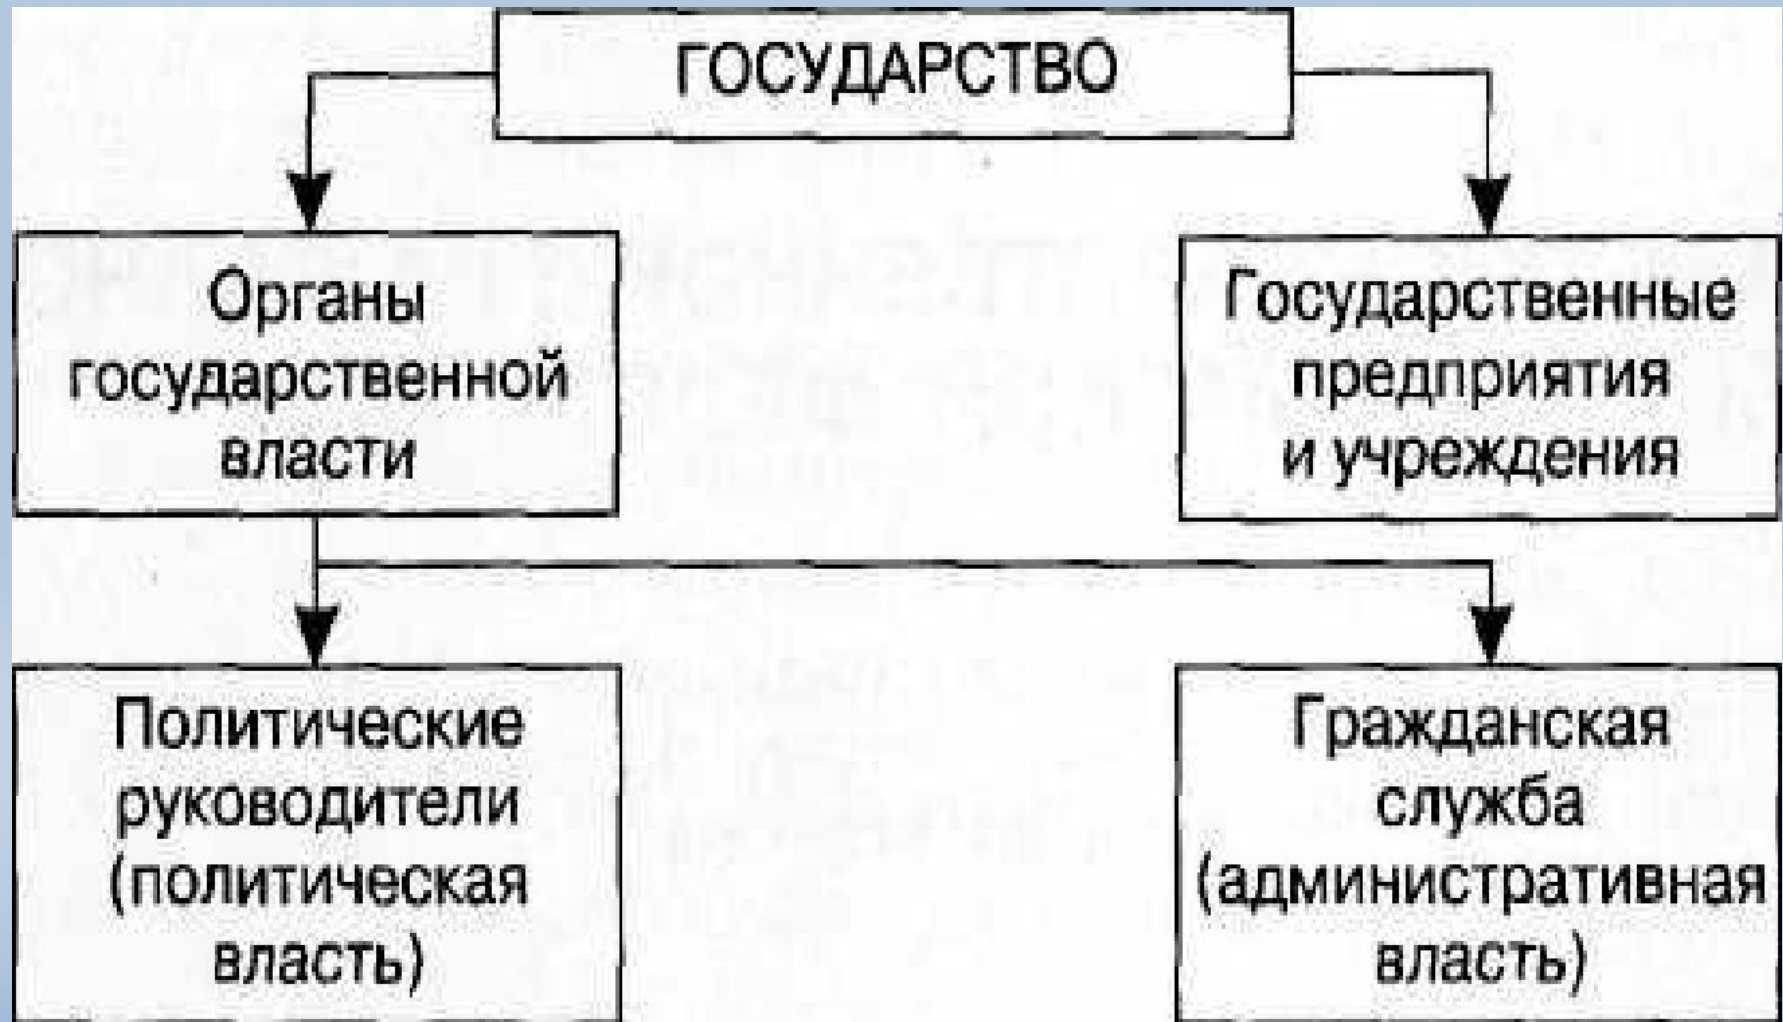 ГОСУДАРСТВО
Органы
государственной
власти
Государственные
предприятия
и учреждения
Политические
руководители
(политическая
власть)
Гражданская
служба
(административная
власть)